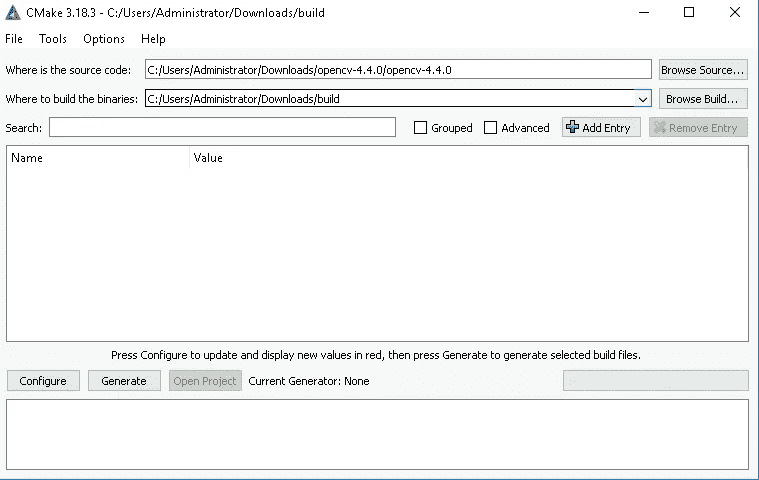 CMake 3.18.3 - C:/Users/Administrator/Downloads/build
File Tools Options Help
Where is the source code: C:/Users/Administrator/Downloads/opencv-4.4.0/opencv-4.4.0 Browse Source...
Where to build the binaries: C:/Users/Administrator/Downloads/build Browse Build...
Search: Grouped Advanced Add Entry Remove Entry
Name Value
Press Configure to update and display new values in red, then press Generate to generate selected build files.
Configure Generate Open Project Current Generator: None